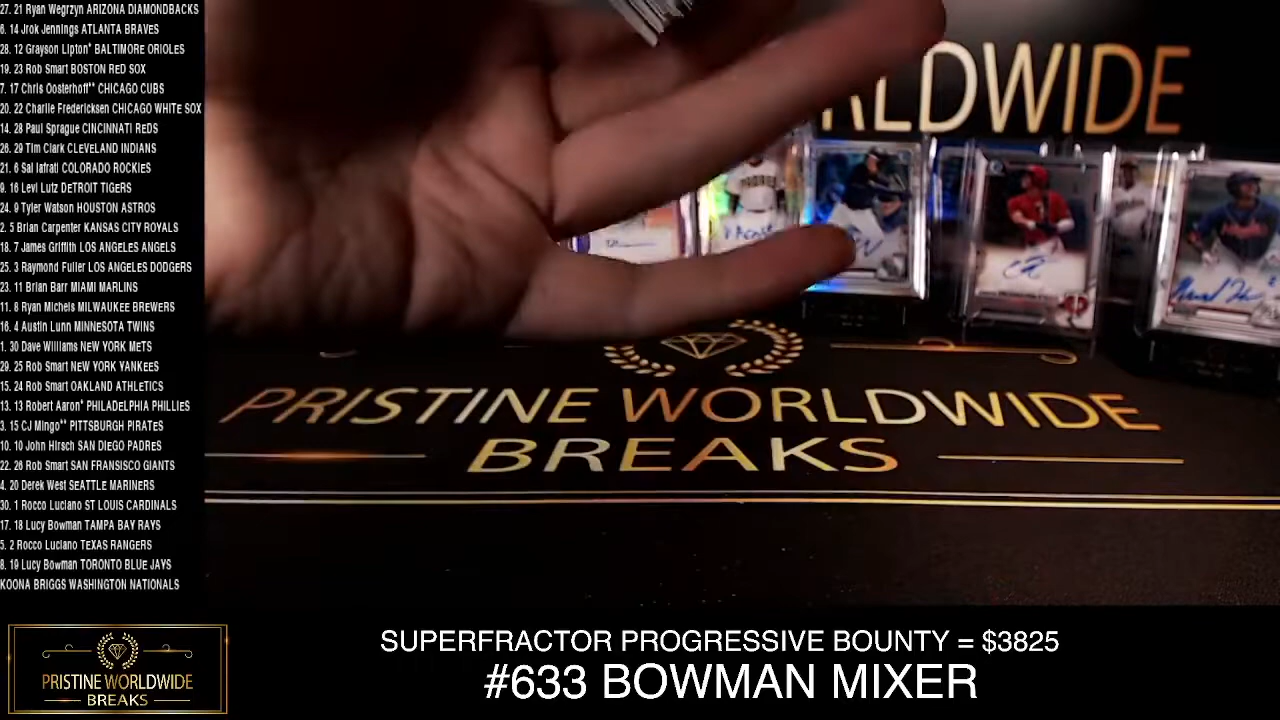 27. 21 Ryan Wegrzyn ARIZONA DIAMONDBACKS
6. 14 Jrok Jennings ATLANTA BRAVES
28. 12 Grayson Lipton* BALTIMORE ORIOLES
19. 23 Rob Smart BOSTON RED SOX
7. 17 Chris Oosterhoff** CHICAGO CUBS
20. 22 Charlie Fredericksen CHICAGO WHITE SOX
14. 28 Paul Sprague CINCINNATI REDS
26. 29 Tim Clark CLEVELAND INDIANS
21. 6 Sal Iafrati COLORADO ROCKIES
9. 16 Levi Lutz DETROIT TIGERS
24. 9 Tyler Watson HOUSTON ASTROS
2. 5 Brian Carpenter KANSAS CITY ROYALS
18. 7 James Griffith LOS ANGELES ANGELS
25. 3 Raymond Fuller LOS ANGELES DODGERS
23. 11 Brian Barr MIAMI MARLINS
11. 8 Ryan Michels MILWAUKEE BREWERS
16. 4 Austin Lunn MINNESOTA TWINS
1. 30 Dave Williams NEW YORK METS
29. 25 Rob Smart NEW YORK YANKEES
15. 24 Rob Smart OAKLAND ATHLETICS
13. 13 Robert Aaron* PHILADELPHIA PHILLIES
3. 15 CJ Mingo** PITTSBURGH PIRATES
10. 10 John Hirsch SAN DIEGO PADRES
22. 26 Rob Smart SAN FRANSISCO GIANTS
4. 20 Derek West SEATTLE MARINERS
30. 1 Rocco Luciano ST LOUIS CARDINALS
17. 18 Lucy Bowman TAMPA BAY RAYS
5. 2 Rocco Luciano TEXAS RANGERS
8. 19 Lucy Bowman TORONTO BLUE JAYS
KOONA BRIGGS WASHINGTON NATIONALS
RLDWIDE
PRISTINE WORLDWIDE
BREAKS
PRISTINE WORLDWIDE
BREAKS
SUPERFRACTOR PROGRESSIVE BOUNTY = $3825
#633 BOWMAN MIXER